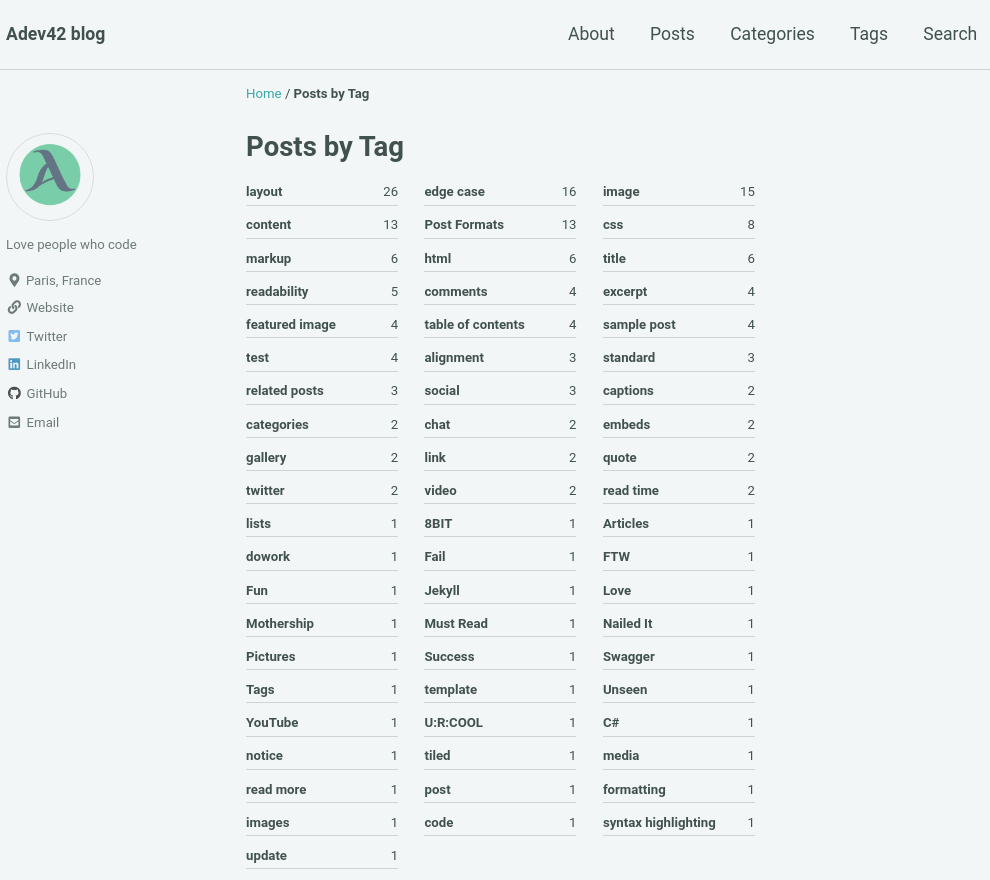 Adev42 blog About Posts Categories Tags Search
Home / Posts by Tag
Love people who code
Paris, France
Website
Twitter
LinkedIn
GitHub
Email
Posts by Tag
layout 26 edge case 16 image 15
content 13 Post Formats 13 css 8
markup 6 html 6 title 6
readability 5 comments 4 excerpt 4
featured image 4 table of contents 4 sample post 4
test 4 alignment 3 standard 3
related posts 3 social 3 captions 2
categories 2 chat 2 embeds 2
gallery 2 link 2 quote 2
twitter 2 video 2 read time 2
lists 1 8BIT 1 Articles 1
dowork 1 Fail 1 FTW 1
Fun 1 Jekyll 1 Love 1
Mothership 1 Must Read 1 Nailed It 1
Pictures 1 Success 1 Swagger 1
Tags 1 template 1 Unseen 1
YouTube 1 U:R:COOL 1 C# 1
notice 1 tiled 1 media 1
read more 1 post 1 formatting 1
images 1 code 1 syntax highlighting 1
update 1